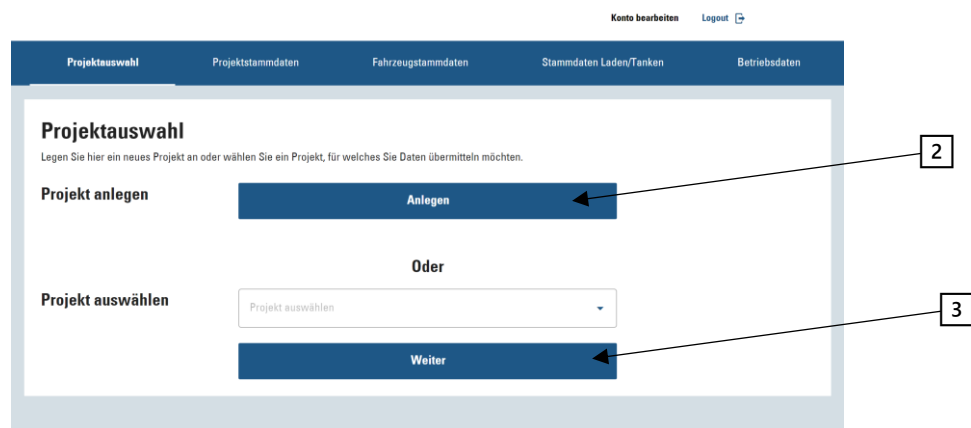 Konto bearbeiten Logout
Projektauswahl Projektstammdaten Fahrzeugstammdaten Stammdaten Laden/Tanken Betriebsdaten
Projektauswahl
Legen Sie hier ein neues Projekt an oder wählen Sie ein Projekt, für welches Sie Daten übermitteln möchten.
2
Projekt anlegen Anlegen
Oder
Projekt auswählen Projekt auswählen
3
Weiter